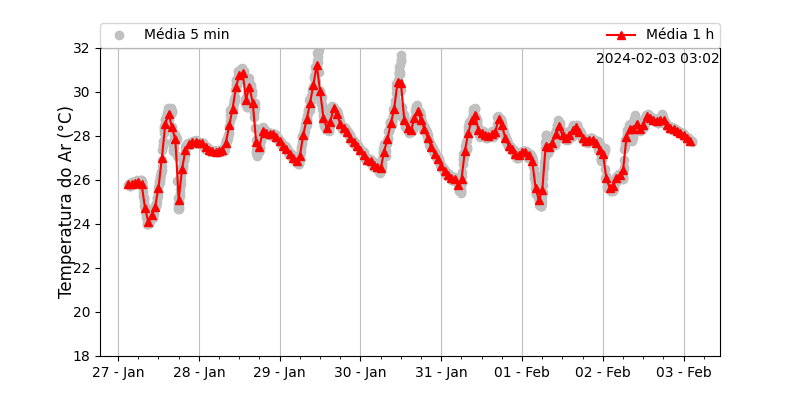 Média 5 min
Média 1 h
2024-02-03 03:02
Temperatura do Ar (°C)
32
30
28
26
24
22
20
18
27 - Jan
28 - Jan
29 - Jan
30 - Jan
31 - Jan
01 - Feb
02 - Feb
03 - Feb